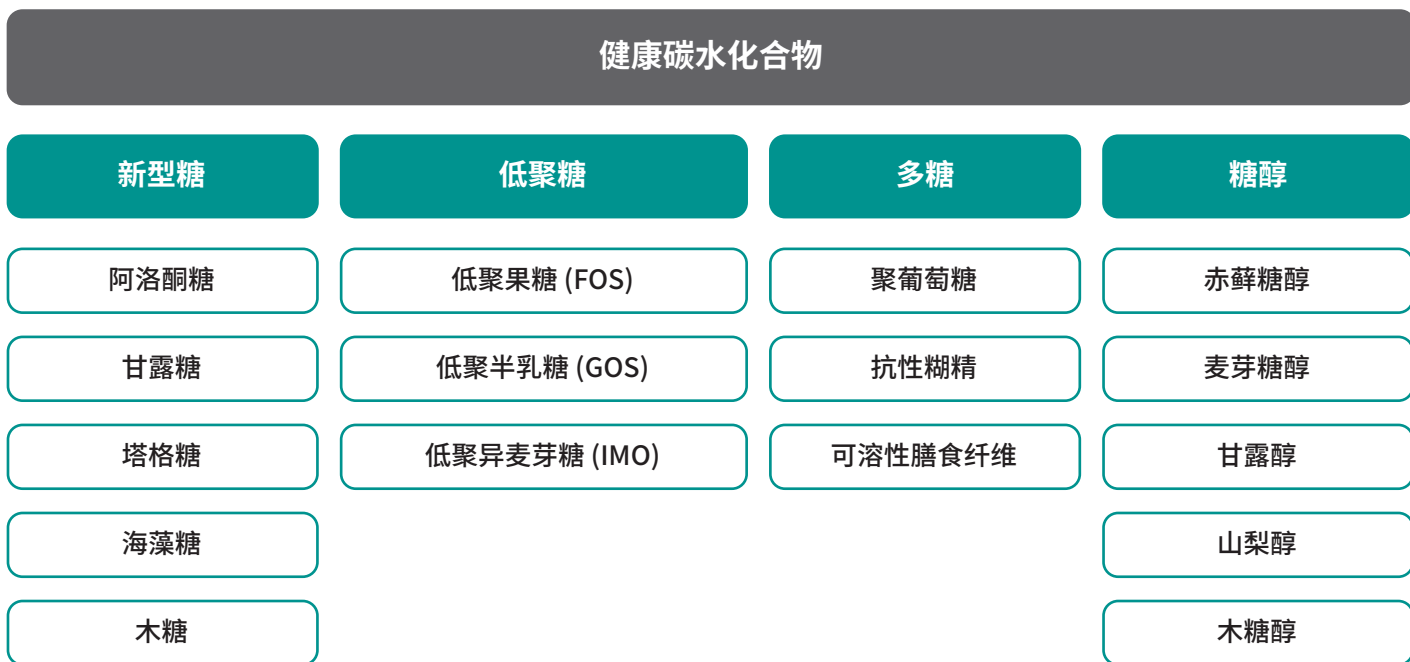 健康碳水化合物
新型糖
低聚糖
多糖
糖醇
阿洛酮糖
低聚果糖 (FOS)
聚葡萄糖
赤藓糖醇
甘露糖
低聚半乳糖 (GOS)
抗性糊精
麦芽糖醇
塔格糖
低聚异麦芽糖 (IMO)
可溶性膳食纤维
甘露醇
海藻糖
山梨醇
木糖
木糖醇